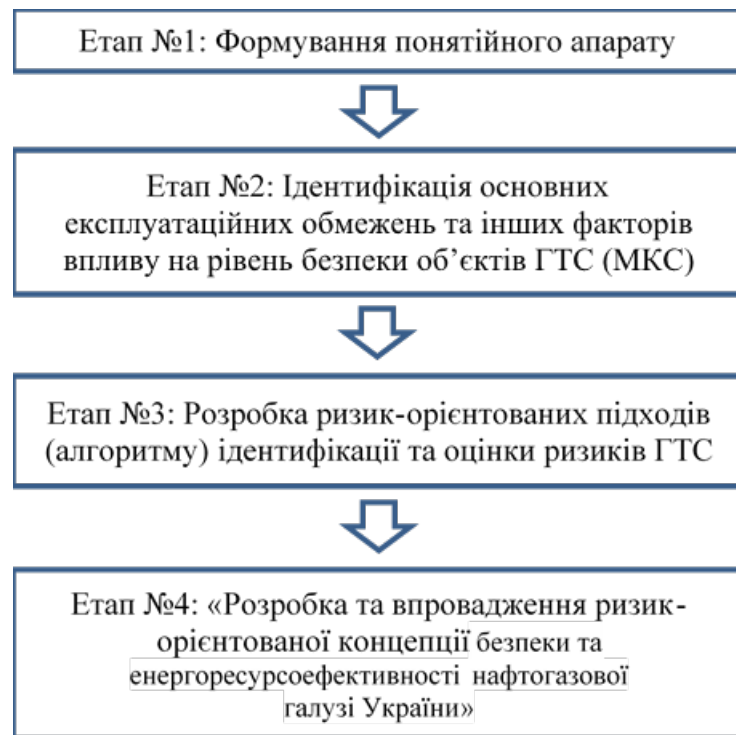 Етап №1: Формування понятійного апарату
Етап №2: Ідентифікація основних
експлуатаційних обмежень та інших факторів
впливу на рівень безпеки об’єктів ГТС (МКС)
Етап №3: Розробка ризик-орієнтованих підходів
(алгоритму) ідентифікації та оцінки ризиків ГТС
Етап №4: «Розробка та впровадження ризик-
орієнтованої концепції безпеки та
енергоресурсоефективності нафтогазової
галузі України»